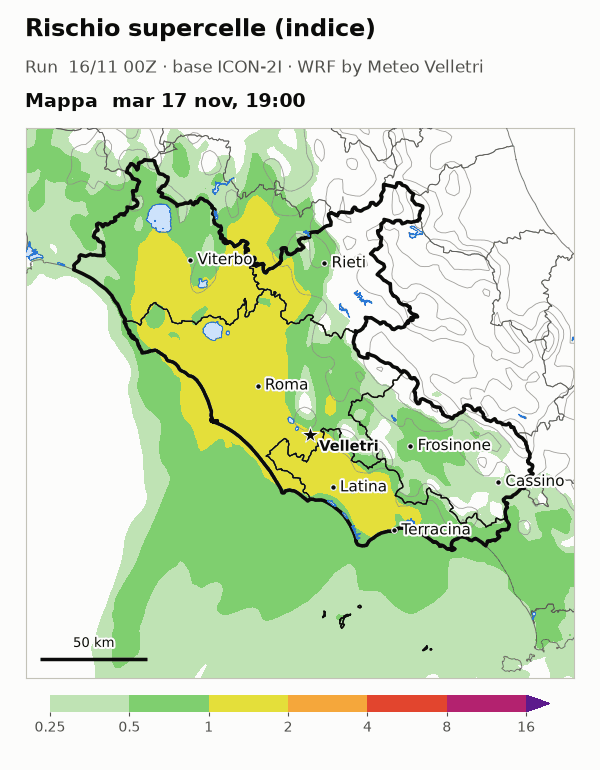 Rischio supercelle (indice)
Run  16/11 00Z · base ICON-2I · WRF by Meteo Velletri
Mappa  mar 17 nov, 19:00
Viterbo
Rieti
Roma
Velletri
Frosinone
Cassino
Latina
Terracina
50 km
0.25 0.5 1 2 4 8 16